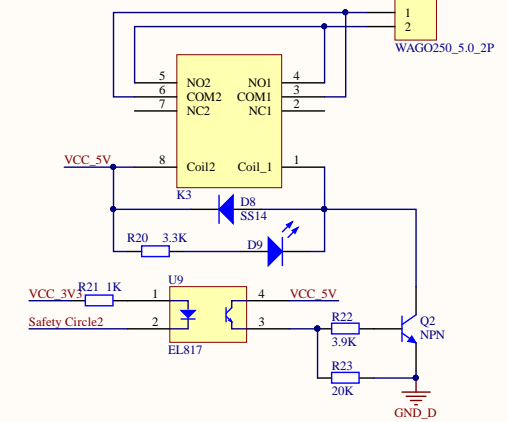 1
2
WAGO250_5.0_2P
5 NO2 NO1 4
6 COM2 COM1 3
7 NC2 NC1 2
VCC_5V 8 Coil2 Coil_1 1
K3
D8
SS14
R20 3.3K D9
U9
VCC_3V3 R21 1K 1 4 VCC_5V
Safety Circle2 2 3
EL817
R22
3.9K
Q2
NPN
R23
20K
GND_D